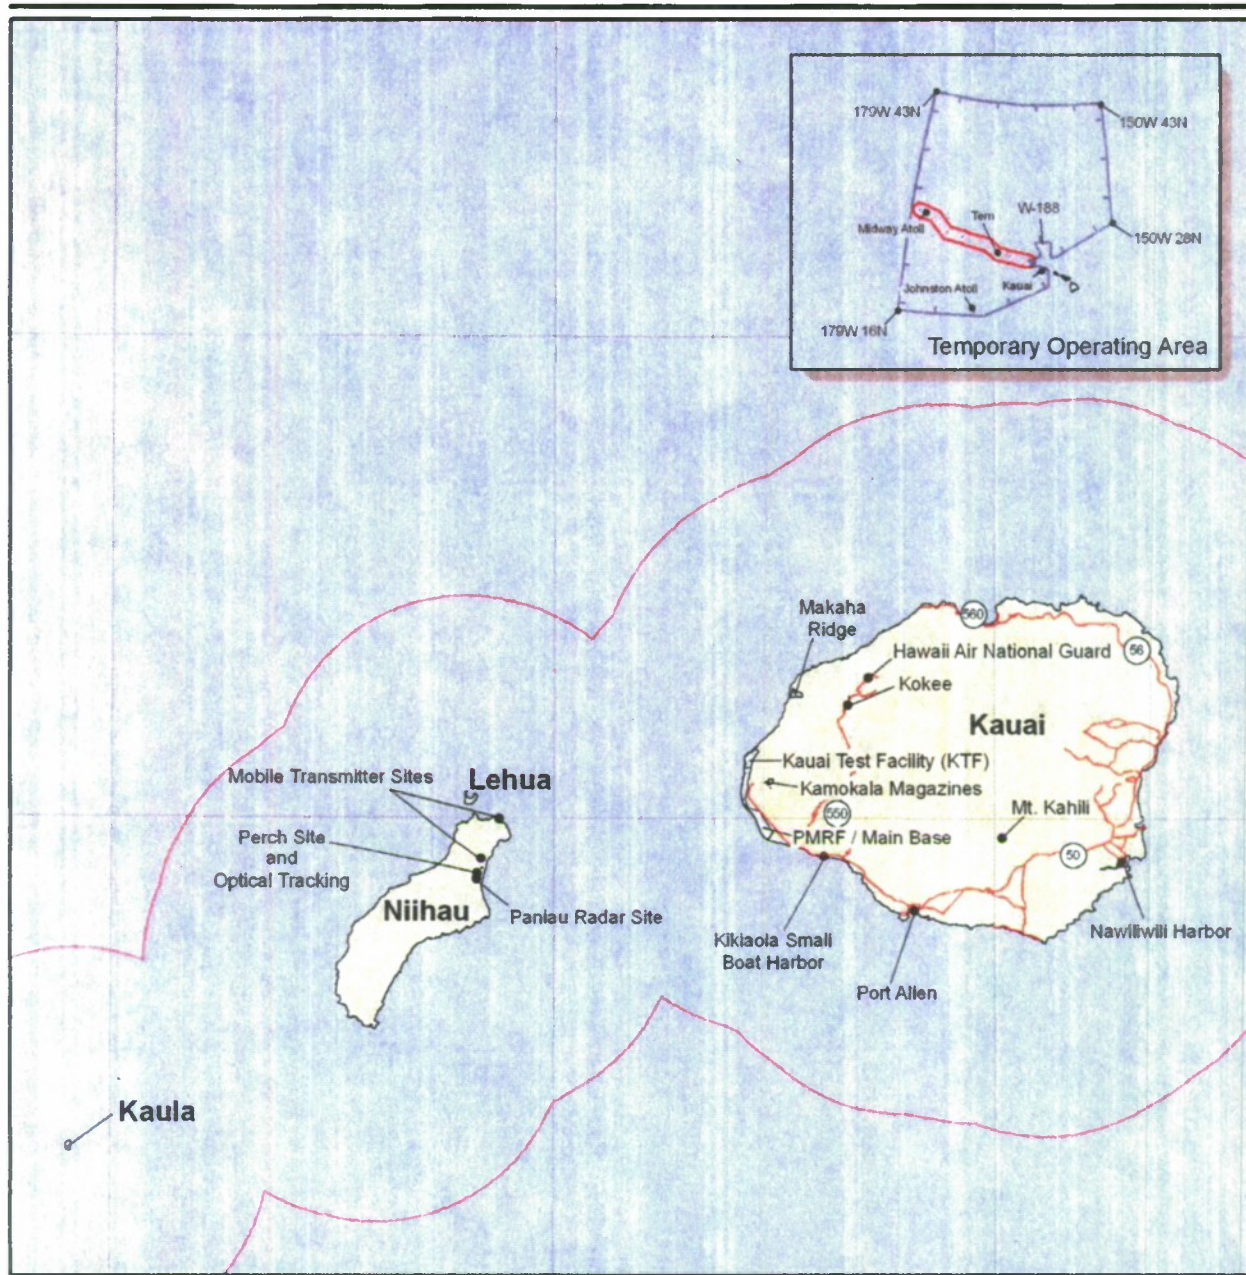 179W 43N
150W 43N
W-188
Tern
Midway Atoll
150W 28N
Johnston Atoll
Kauai
179W 16N
Temporary Operating Area
Makaha
Ridge
560
56
Hawaii Air National Guard
Kokee
Kauai
Kauai Test Facility (KTF)
Kamokala Magazines
550
Mt. Kahili
PMRF / Main Base
50
Mobile Transmitter Sites
Lehua
Perch Site
and
Optical Tracking
Niihau
Paniau Radar Site
Kikiaola Small
Boat Harbor
Port Allen
Nawiliwili Harbor
Kaula